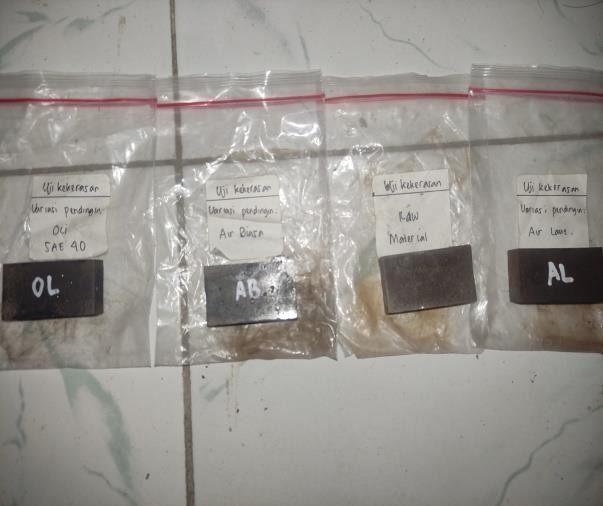 Uji kekerasan
Variasi pendingin
Oli
SAE 40
OL
Uji kekerasan
Variasi pendingin:
Air Biasa
AB
Uji kekerasan
Raw
Material
Uji kekerasan
Variasi pendingin:
Air Laut.
AL